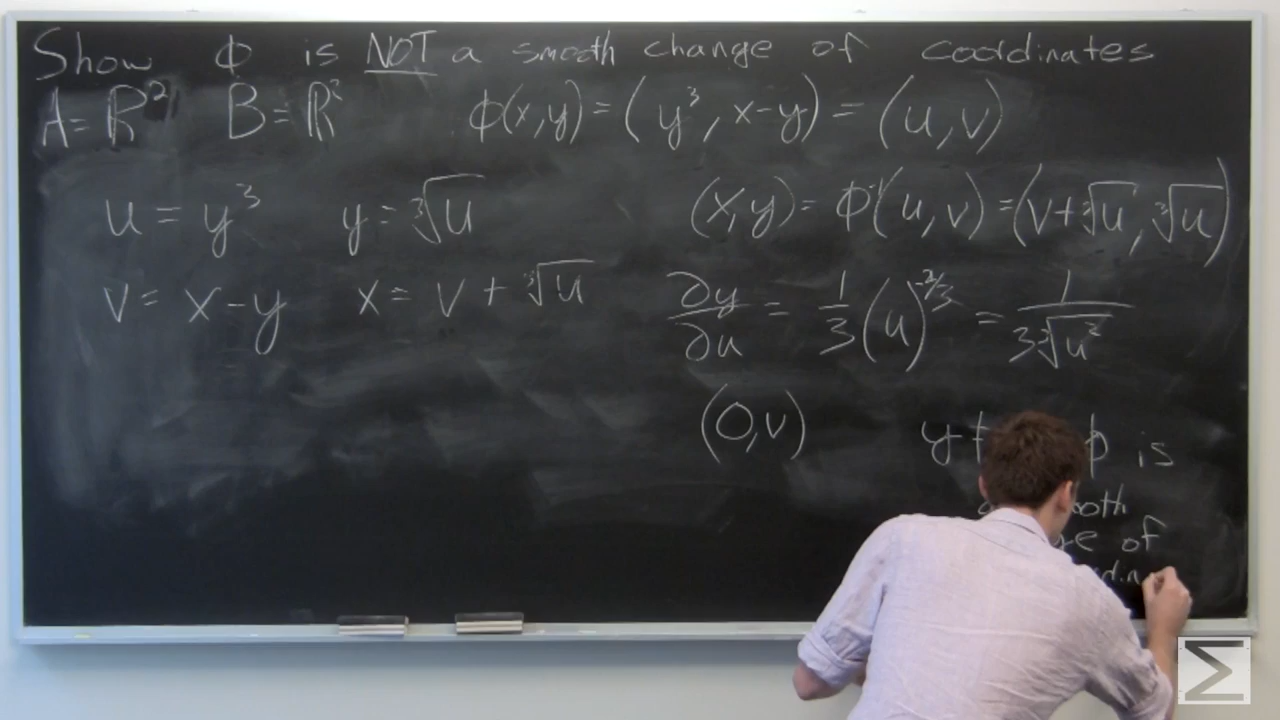 Show ϕ is NOT a smooth change of coordinates
A = ℝ² B = ℝ² ϕ(x,y) = (y³, x-y) = (u,v)
u = y³ y = ∛u (x,y) = ϕ⁻¹(u,v) = (v+∛u, ∛u)
v = x-y x = v + ∛u ∂y/∂u = 1/3 (u)^(-2/3) = 1/(3∛u²)
(0,v) ϕ is
of
Σ